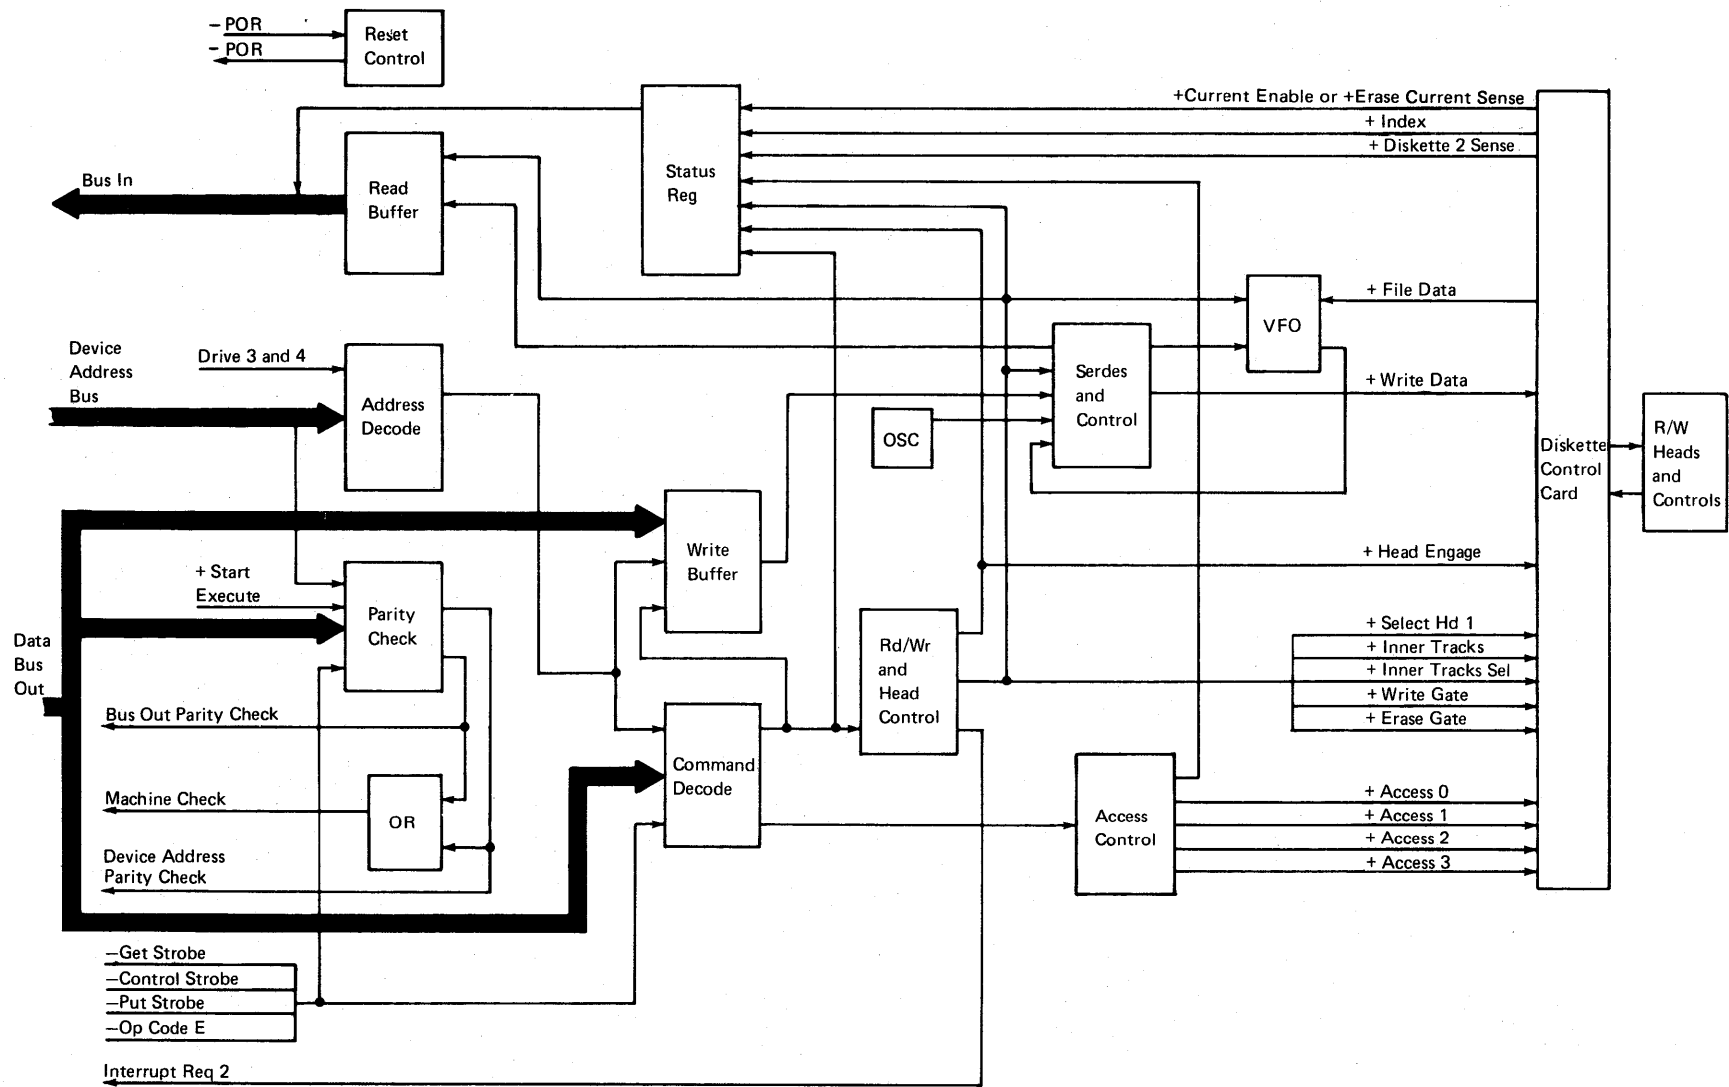 – POR
– POR
Reset
Control
+Current Enable or +Erase Current Sense
+ Index
+ Diskette 2 Sense
Status
Reg
Bus In
Read
Buffer
+ File Data
VFO
Device
Address
Bus
Drive 3 and 4
Address
Decode
Serdes
and
Control
+ Write Data
OSC
Diskette
Control
Card
R/W
Heads
and
Controls
Write
Buffer
+ Head Engage
+ Start
Execute
Parity
Check
Data
Bus
Out
Rd/Wr
and
Head
Control
+ Select Hd 1
+ Inner Tracks
+ Inner Tracks Sel
+ Write Gate
+ Erase Gate
Bus Out Parity Check
Command
Decode
Machine Check
OR
Access
Control
+ Access 0
+ Access 1
+ Access 2
+ Access 3
Device Address
Parity Check
–Get Strobe
–Control Strobe
–Put Strobe
–Op Code E
Interrupt Req 2